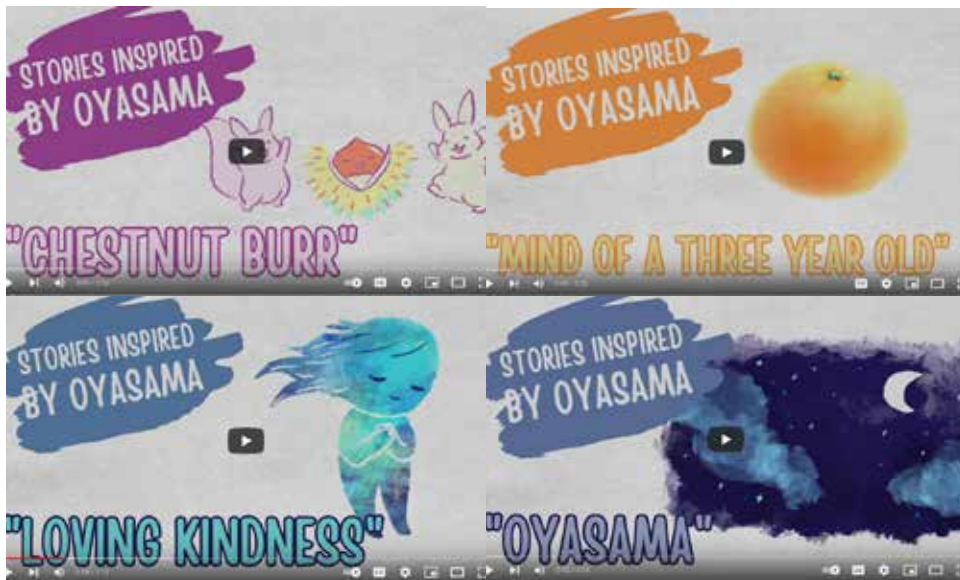 STORIES INSPIRED
BY OYASAMA
"CHESTNUT BURR"
STORIES INSPIRED
BY OYASAMA
"MIND OF A THREE YEAR OLD"
STORIES INSPIRED
BY OYASAMA
"LOVING KINDNESS"
STORIES INSPIRED
BY OYASAMA
"OYASAMA"